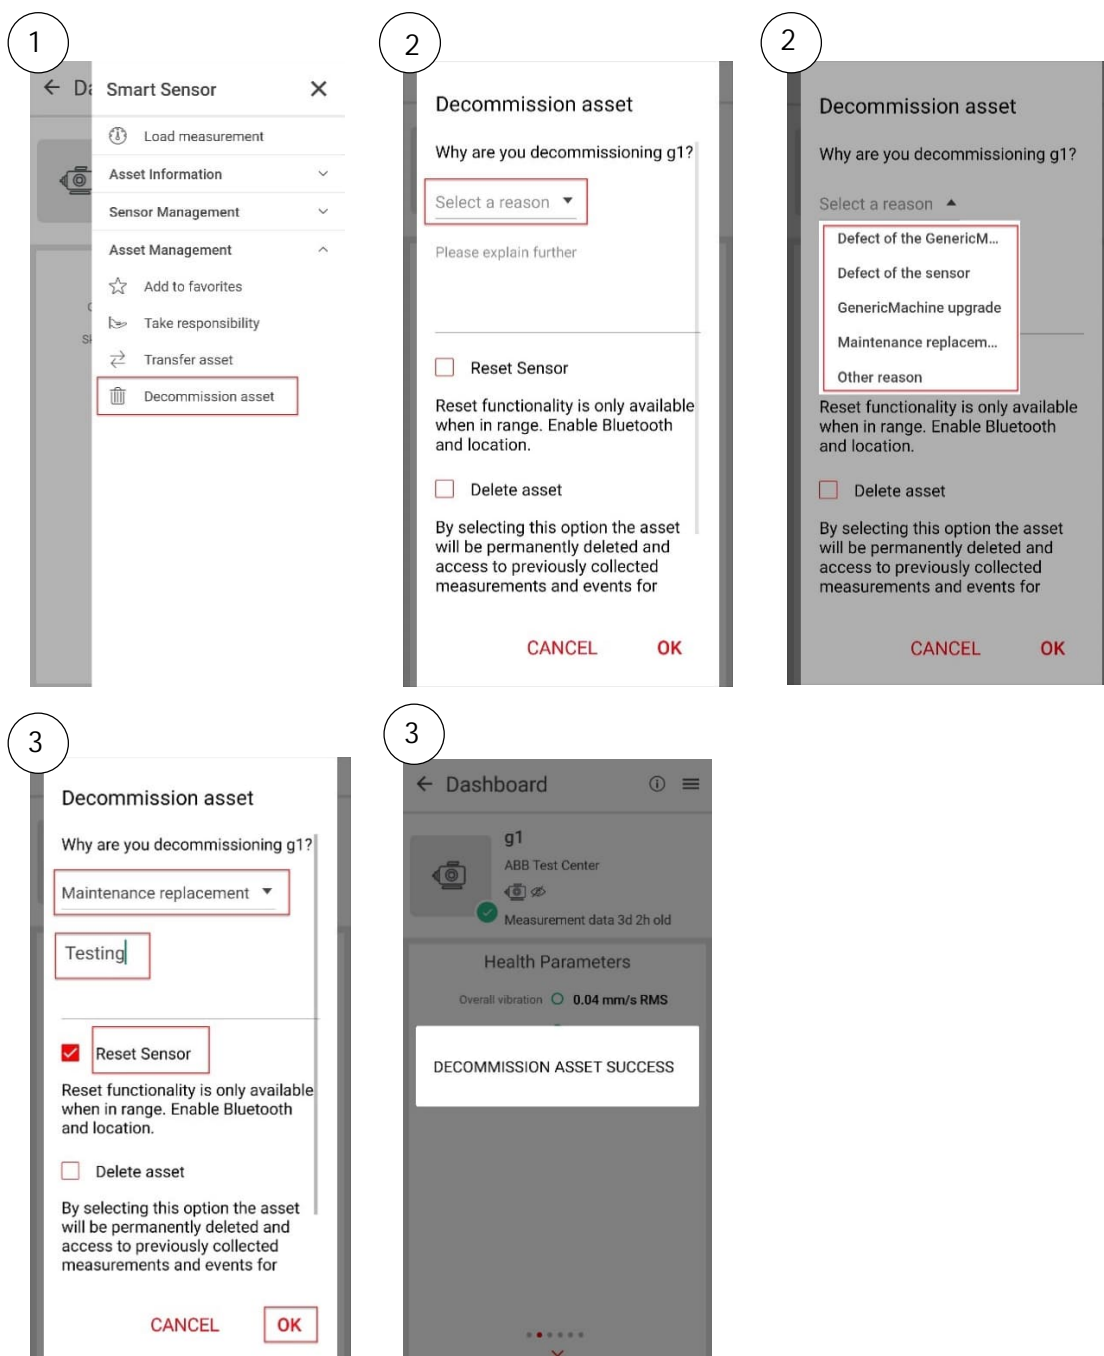 1
Smart Sensor
Load measurement
Asset Information
Sensor Management
Asset Management
Add to favorites
Take responsibility
Transfer asset
Decommission asset
2
Decommission asset
Why are you decommissioning g1?
Select a reason
Please explain further
Reset Sensor
Reset functionality is only available
when in range. Enable Bluetooth
and location.
Delete asset
By selecting this option the asset
will be permanently deleted and
access to previously collected
measurements and events for
CANCEL OK
2
Decommission asset
Why are you decommissioning g1?
Select a reason
Defect of the GenericM...
Defect of the sensor
GenericMachine upgrade
Maintenance replacem...
Other reason
Reset functionality is only available
when in range. Enable Bluetooth
and location.
Delete asset
By selecting this option the asset
will be permanently deleted and
access to previously collected
measurements and events for
CANCEL OK
3
Decommission asset
Why are you decommissioning g1?
Maintenance replacement
Testing
Reset Sensor
Reset functionality is only available
when in range. Enable Bluetooth
and location.
Delete asset
By selecting this option the asset
will be permanently deleted and
access to previously collected
measurements and events for
CANCEL OK
3
Dashboard
g1
ABB Test Center
Measurement data 3d 2h old
Health Parameters
Overall vibration 0.04 mm/s RMS
DECOMMISSION ASSET SUCCESS